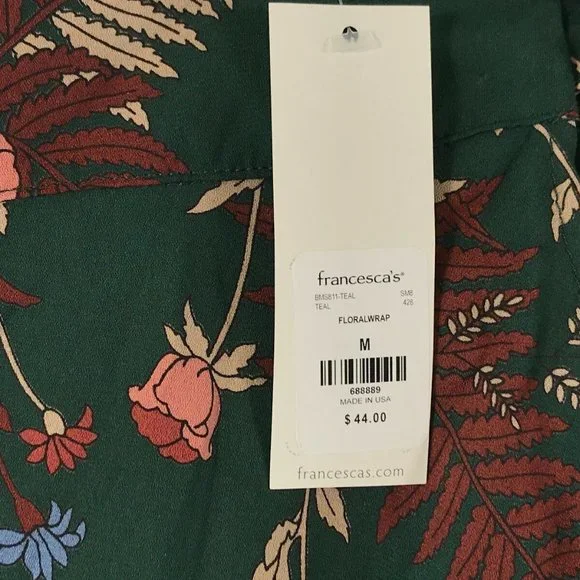 francesca's®
BMS811-TEAL SMB
TEAL 428
FLORALWRAP
M
688889
MADE IN USA
$ 44.00
francescas.com